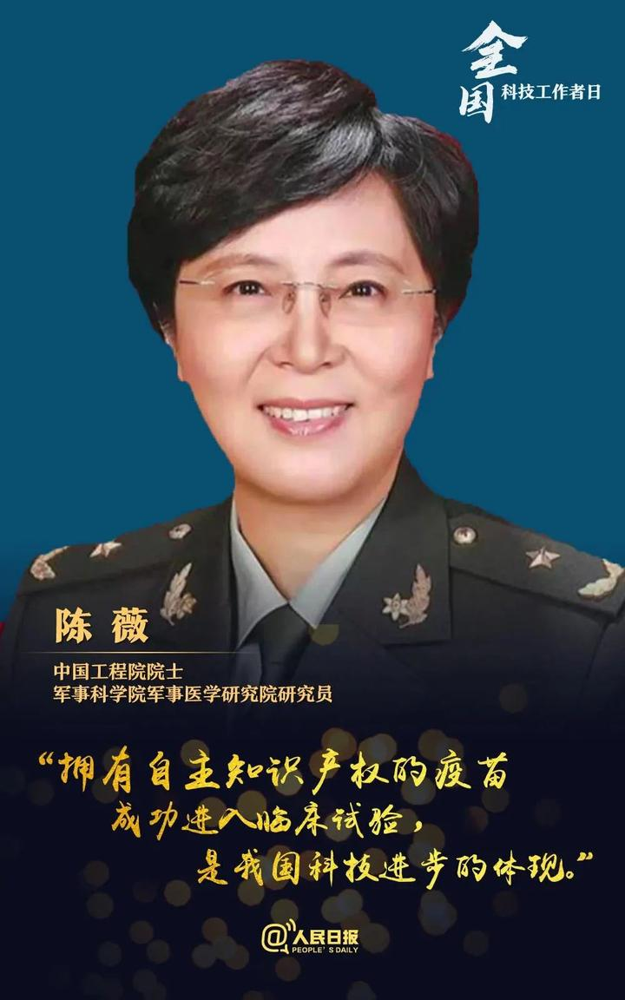 全国
科技工作者日
陈薇
中国工程院院士
军事科学院军事医学研究院研究员
“拥有自主知识产权的疫苗
成功进入临床试验，
是我国科技进步的体现。”
@人民日报
PEOPLE'S DAILY